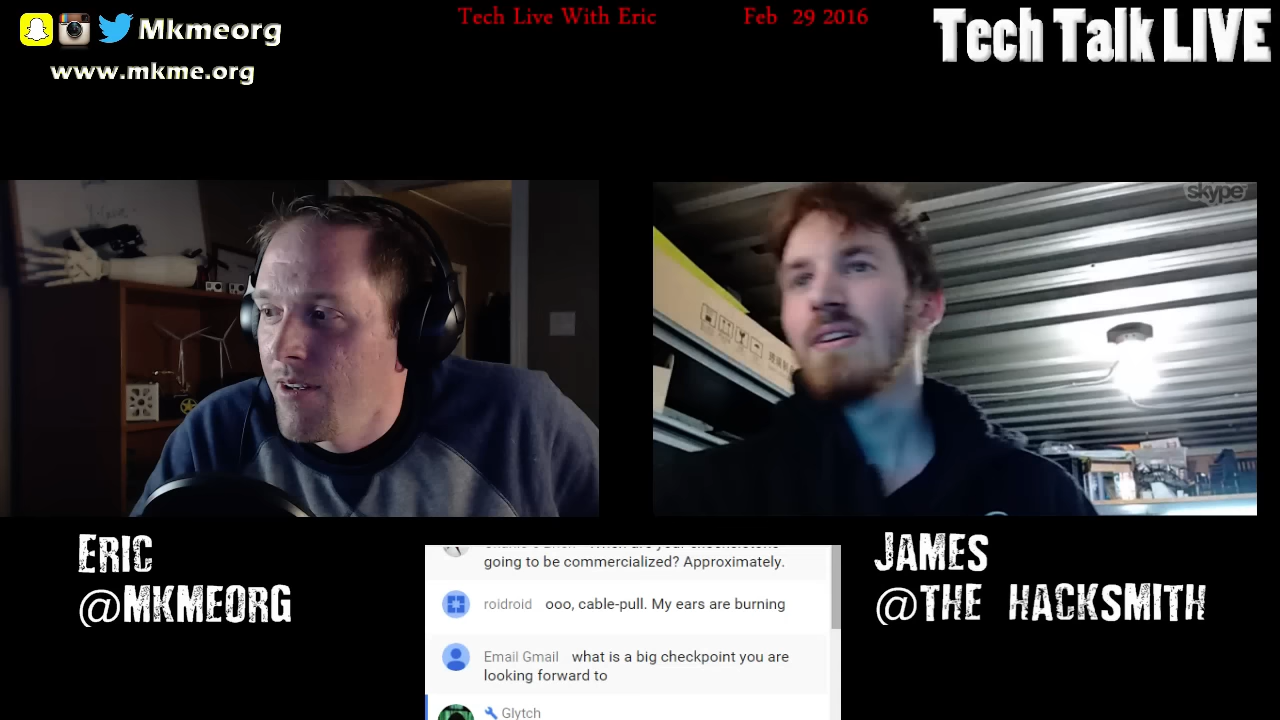 Mkmeorg
www.mkme.org
Tech Live With Eric Feb 29 2016
Tech Talk LIVE
skype
ERIC
@MKMEORG
JAMES
@THE HACKSMITH
going to be commercialized? Approximately.
roidroid ooo, cable-pull. My ears are burning
Email Gmail what is a big checkpoint you are
looking forward to
Glytch